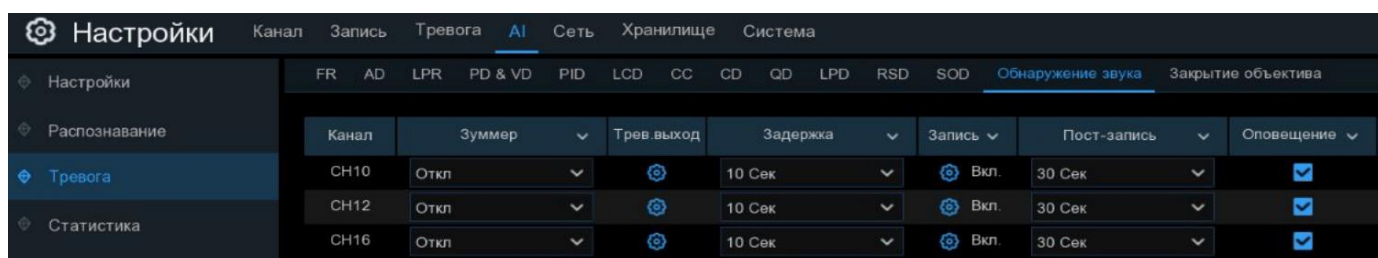 Настройки Канал Запись Тревога AI Сеть Хранилище Система
Настройки FR AD LPR PD & VD PID LCD CC CD QD LPD RSD SOD Обнаружение звука Закрытие объектива
Распознавание Канал Зуммер Трев.выход Задержка Запись Пост-запись Оповещение
Тревога CH10 Откл 10 Сек Вкл. 30 Сек
Статистика CH12 Откл 10 Сек Вкл. 30 Сек
CH16 Откл 10 Сек Вкл. 30 Сек